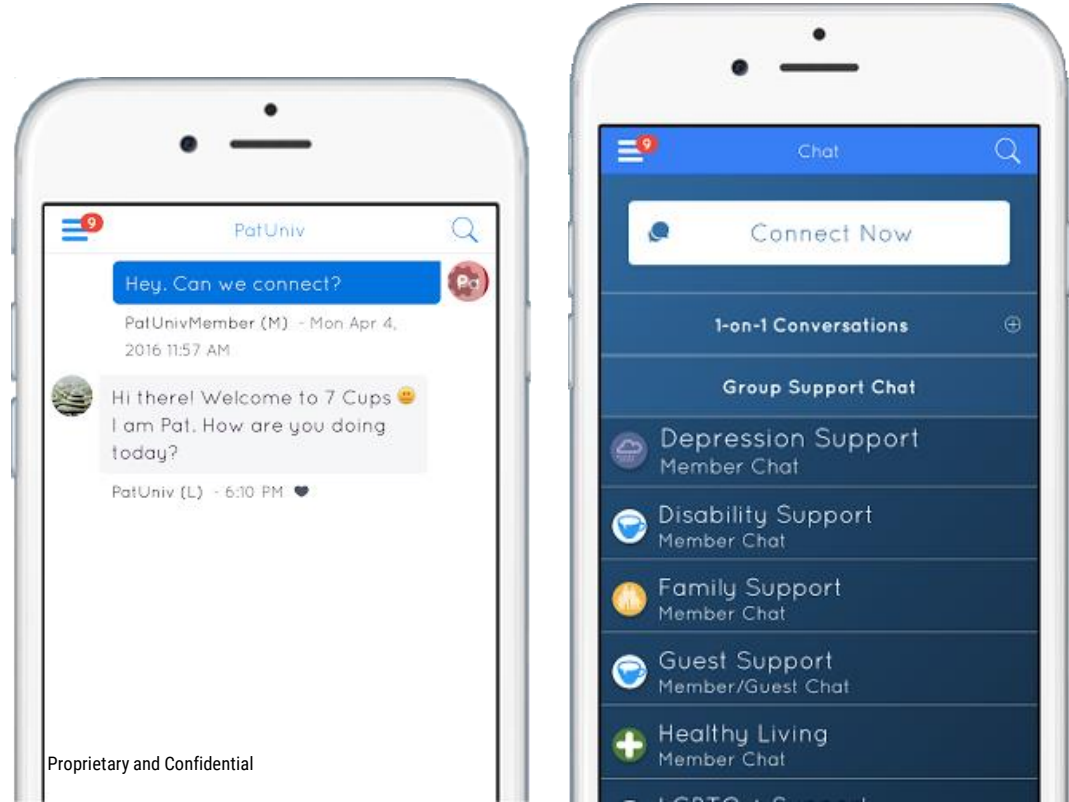 9
PatUniv
Hey. Can we connect?
Pa
PatUnivMember (M) - Mon Apr 4,
2016 11:57 AM
Hi there! Welcome to 7 Cups
I am Pat. How are you doing
today?
PatUniv (L) - 6:10 PM
Proprietary and Confidential
9
Chat
Connect Now
1-on-1 Conversations
Group Support Chat
Depression Support
Member Chat
Disability Support
Member Chat
Family Support
Member Chat
Guest Support
Member/Guest Chat
Healthy Living
Member Chat